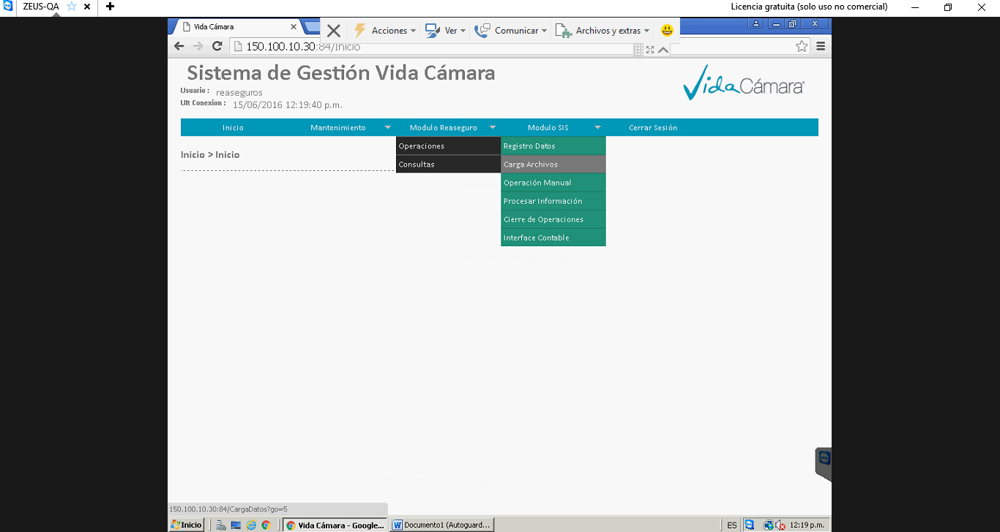 ZEUS-QA
Licencia gratuita (solo uso no comercial)
Vida Cámara
Acciones
Ver
Comunicar
Archivos y extras
150.100.10.30:84/Inicio
Sistema de Gestión Vida Cámara
Usuario : reaseguros
Ult Conexion : 15/06/2016 12:19:40 p.m.
VidaCámara®
Inicio Mantenimiento Modulo Reaseguro Modulo SIS Cerrar Sesión
Inicio > Inicio
Operaciones
Consultas
Registro Datos
Carga Archivos
Operación Manual
Procesar Información
Cierre de Operaciones
Interface Contable
150.100.10.30:84/CargaDatos?go=5
Inicio
Vida Cámara - Google...
Documento1 (Autoguard...
ES
12:19 p.m.